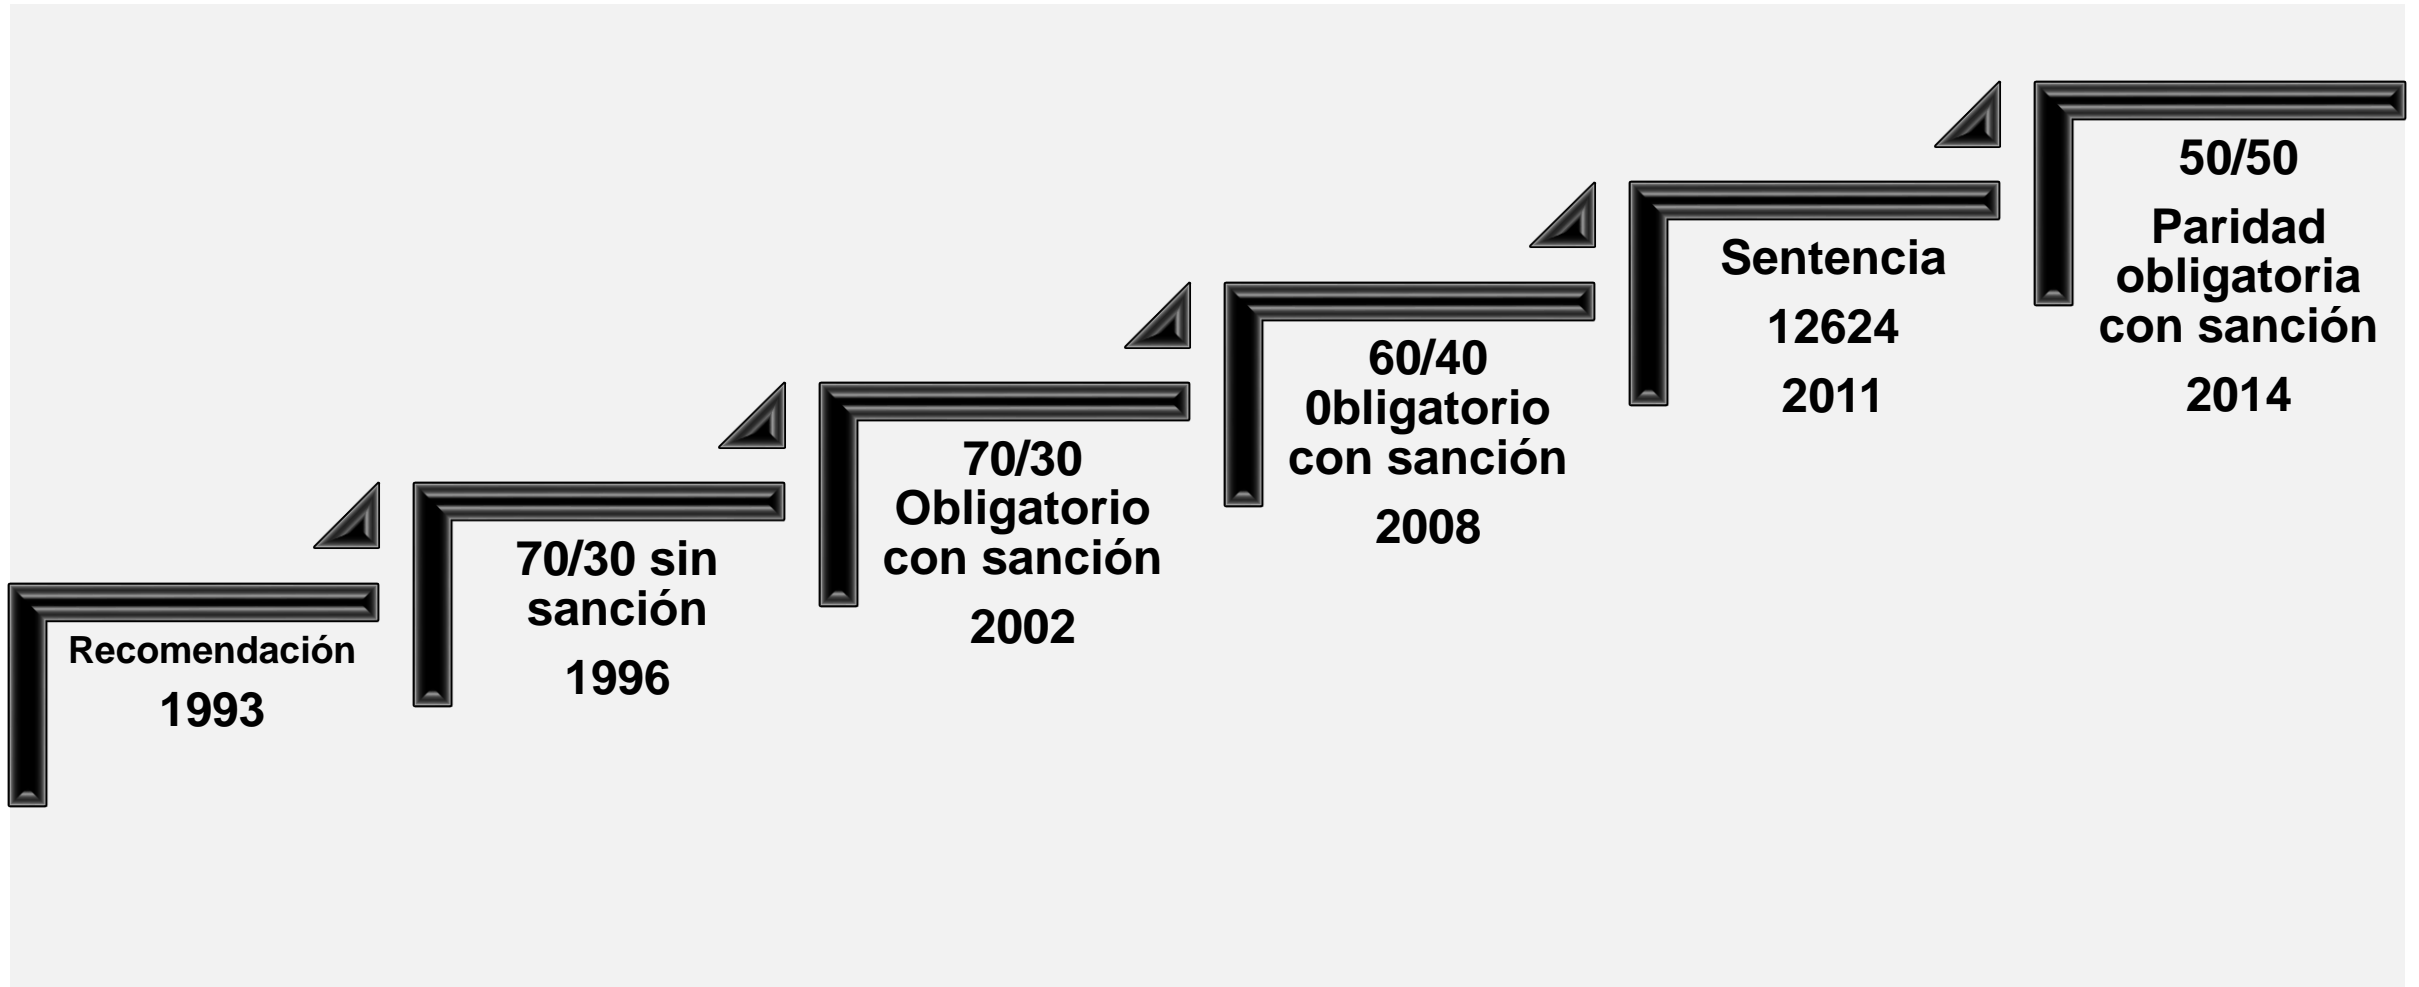 Recomendación
1993
70/30 sin
sanción
1996
70/30
Obligatorio
con sanción
2002
60/40
0bligatorio
con sanción
2008
Sentencia
12624
2011
50/50
Paridad
obligatoria
con sanción
2014